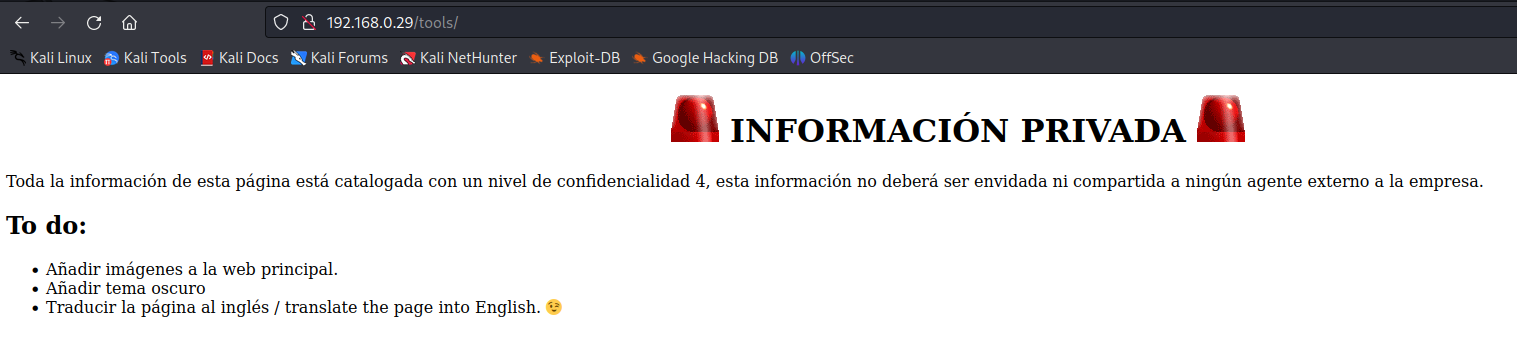 192.168.0.29/tools/
Kali Linux Kali Tools Kali Docs Kali Forums Kali NetHunter Exploit-DB Google Hacking DB OffSec
INFORMACIÓN PRIVADA
Toda la información de esta página está catalogada con un nivel de confidencialidad 4, esta información no deberá ser envidada ni compartida a ningún agente externo a la empresa.
To do:
• Añadir imágenes a la web principal.
• Añadir tema oscuro
• Traducir la página al inglés / translate the page into English. 😉